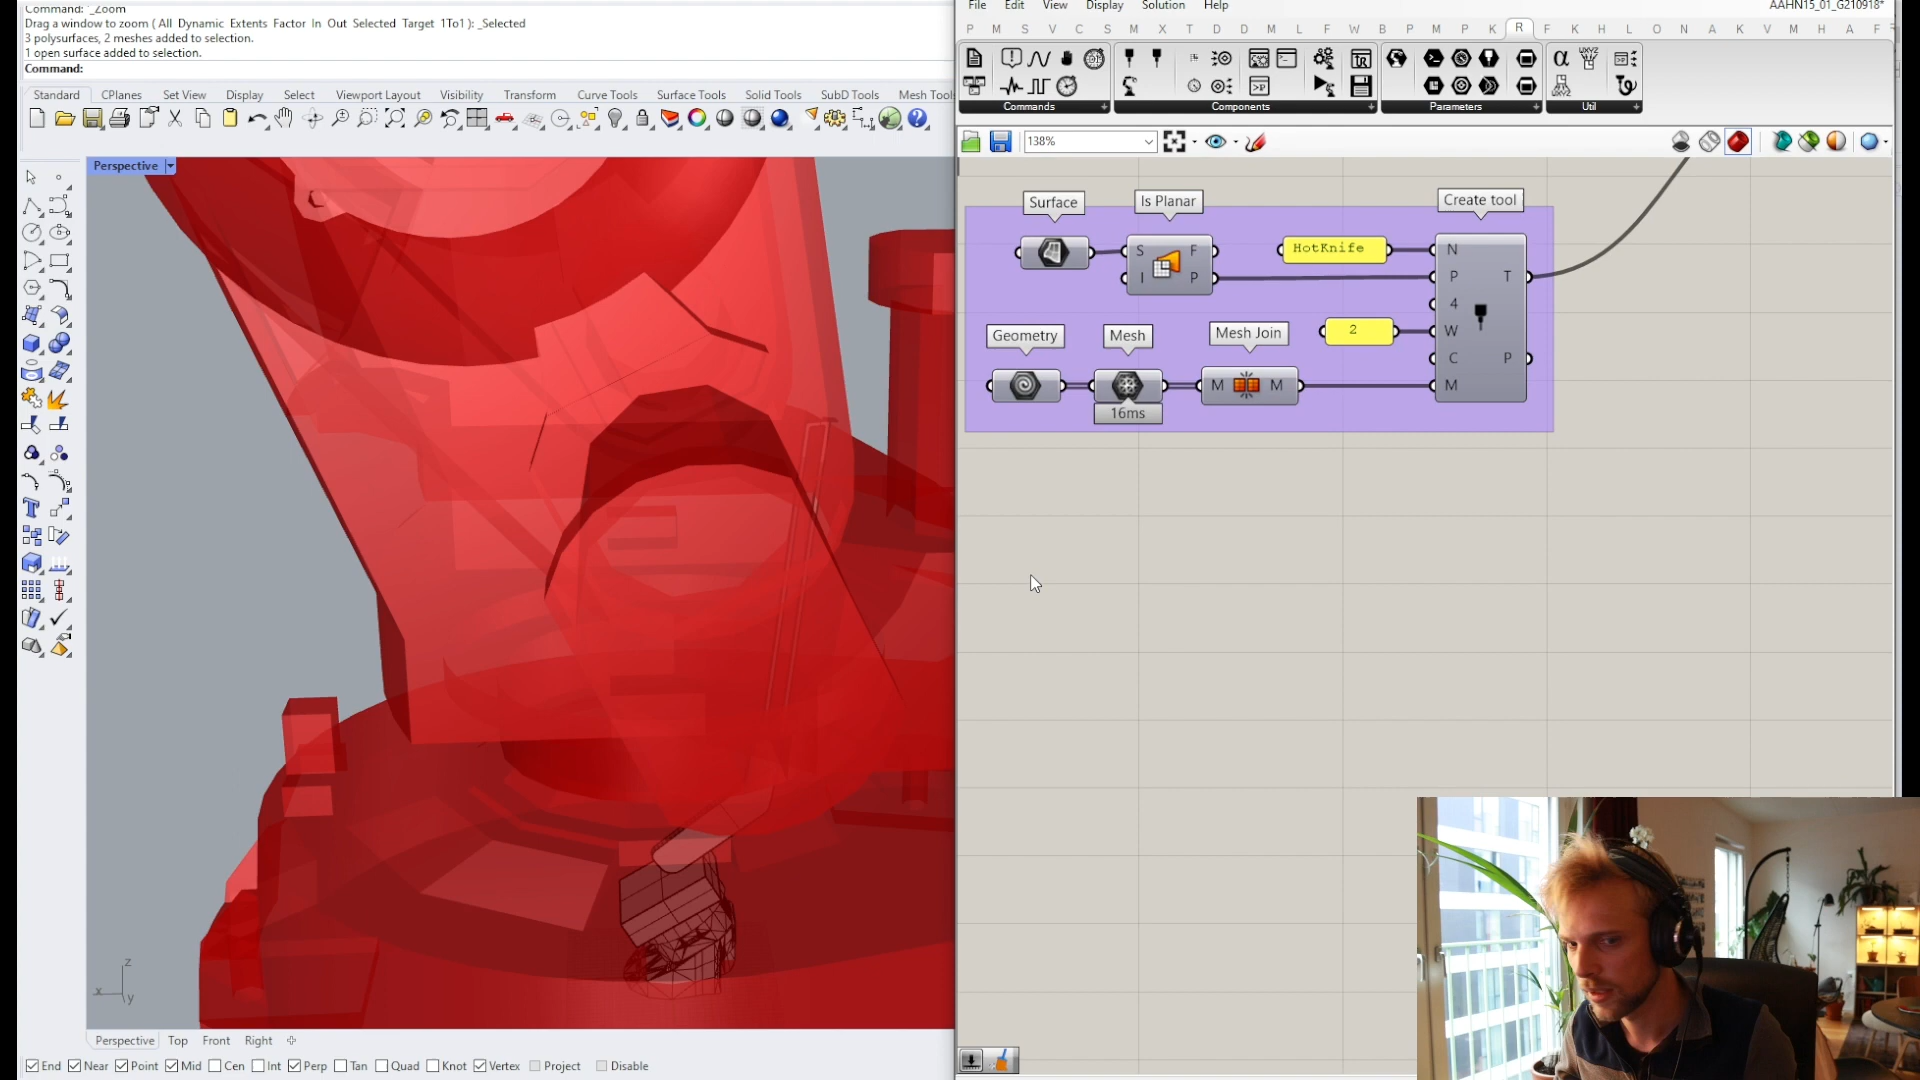 Command: '_Zoom
Drag a window to zoom ( All Dynamic Extents Factor In Out Selected Target 1To1 ): _Selected
3 polysurfaces, 2 meshes added to selection.
1 open surface added to selection.
Command:
Standard CPlanes Set View Display Select Viewport Layout Visibility Transform Curve Tools Surface Tools Solid Tools SubD Tools Mesh Tools
Perspective
z
x
y
Perspective Top Front Right
End Near Point Mid Cen Int Perp Tan Quad Knot Vertex Project Disable
File Edit View Display Solution Help
AAHN15_01_G210918*
P M S V C S M X T D D M L F W B P M P K R F K H L O N A K V M H A F
Commands Components Parameters Util
138%
Surface Is Planar Create tool
S F
I P
HotKnife
N
P T
4
2
W
C P
M
Geometry Mesh Mesh Join
M M
16ms